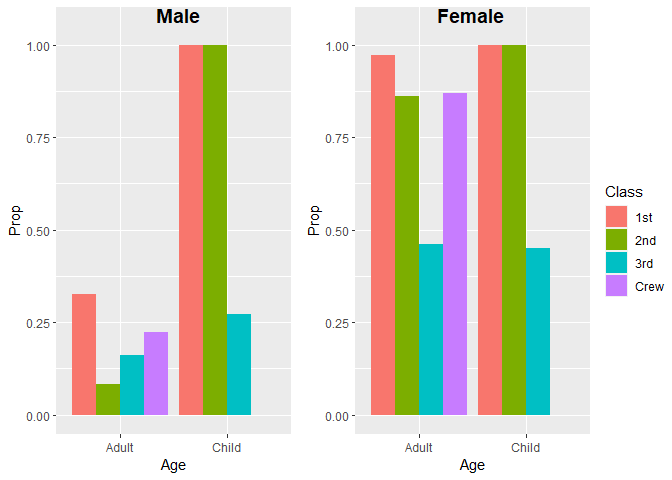 Male
1.00
0.75
0.50
0.25
0.00
Prop
Adult
Child
Age
Female
1.00
0.75
0.50
0.25
0.00
Prop
Adult
Child
Age
Class
1st
2nd
3rd
Crew